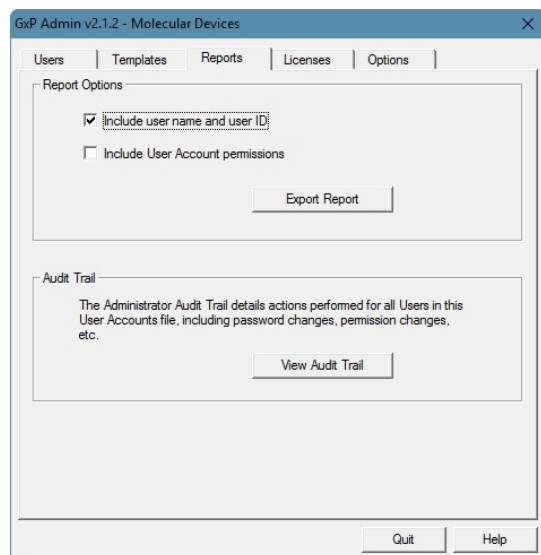 GxP Admin v2.1.2 - Molecular Devices
Users Templates Reports Licenses Options
Report Options
Include user name and user ID
Include User Account permissions
Export Report
Audit Trail
The Administrator Audit Trail details actions performed for all Users in this
User Accounts file, including password changes, permission changes,
etc.
View Audit Trail
Quit Help